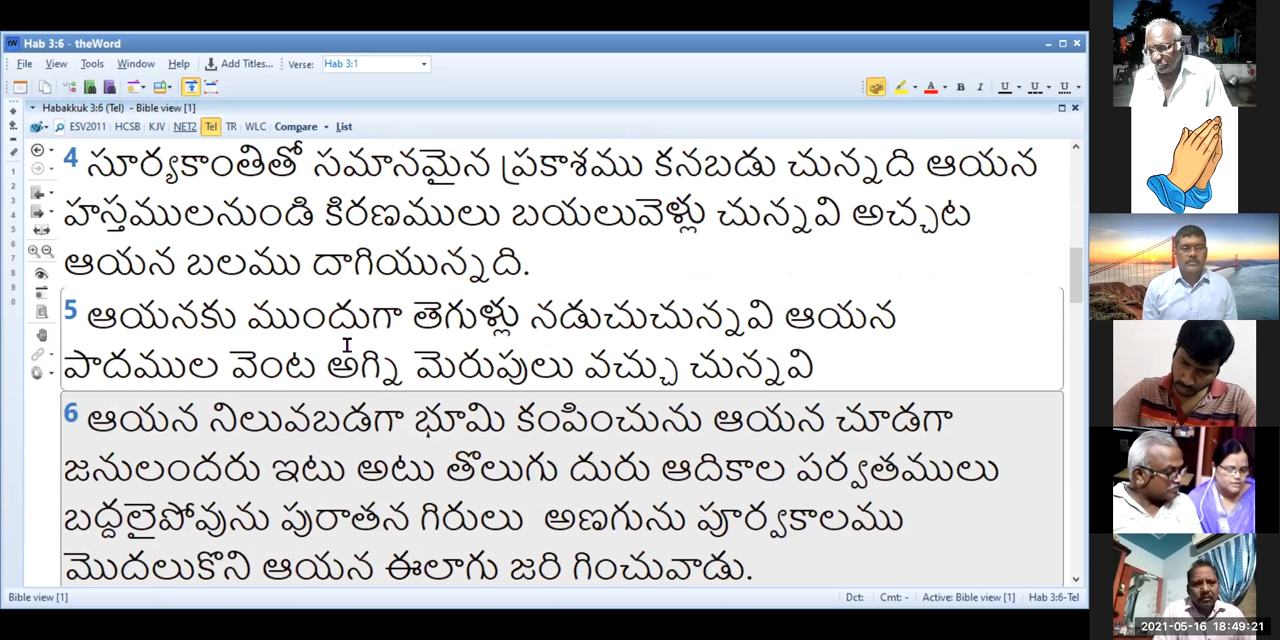 Hab 3:6 - theWord
File View Tools Window Help Add Titles... Verse: Hab 3:1
B I U U U
Habakkuk 3:6 (Tel) - Bible view [1]
ESV2011 HCSB KJV NET2 Tel TR WLC Compare List
4 సూర్యకాంతితో సమానమైన ప్రకాశము కనబడు చున్నది ఆయన
హస్తములనుండి కిరణములు బయలువెళ్లు చున్నవి అచ్చట
ఆయన బలము దాగియున్నది.
5 ఆయనకు ముందుగా తెగుళ్లు నడుచుచున్నవి ఆయన
పాదముల వెంట అగ్ని మెరుపులు వచ్చు చున్నవి
6 ఆయన నిలువబడగా భూమి కంపించును ఆయన చూడగా
జనులందరు ఇటు అటు తొలుగు దురు ఆదికాల పర్వతములు
బద్దలైపోవును పురాతన గిరులు అణగును పూర్వకాలము
మొదలుకొని ఆయన ఈలాగు జరి గించువాడు.
Bible view [1] Dct: Cmt: - Active: Bible view [1] Hab 3:6-Tel
2021-05-16 18:49:21